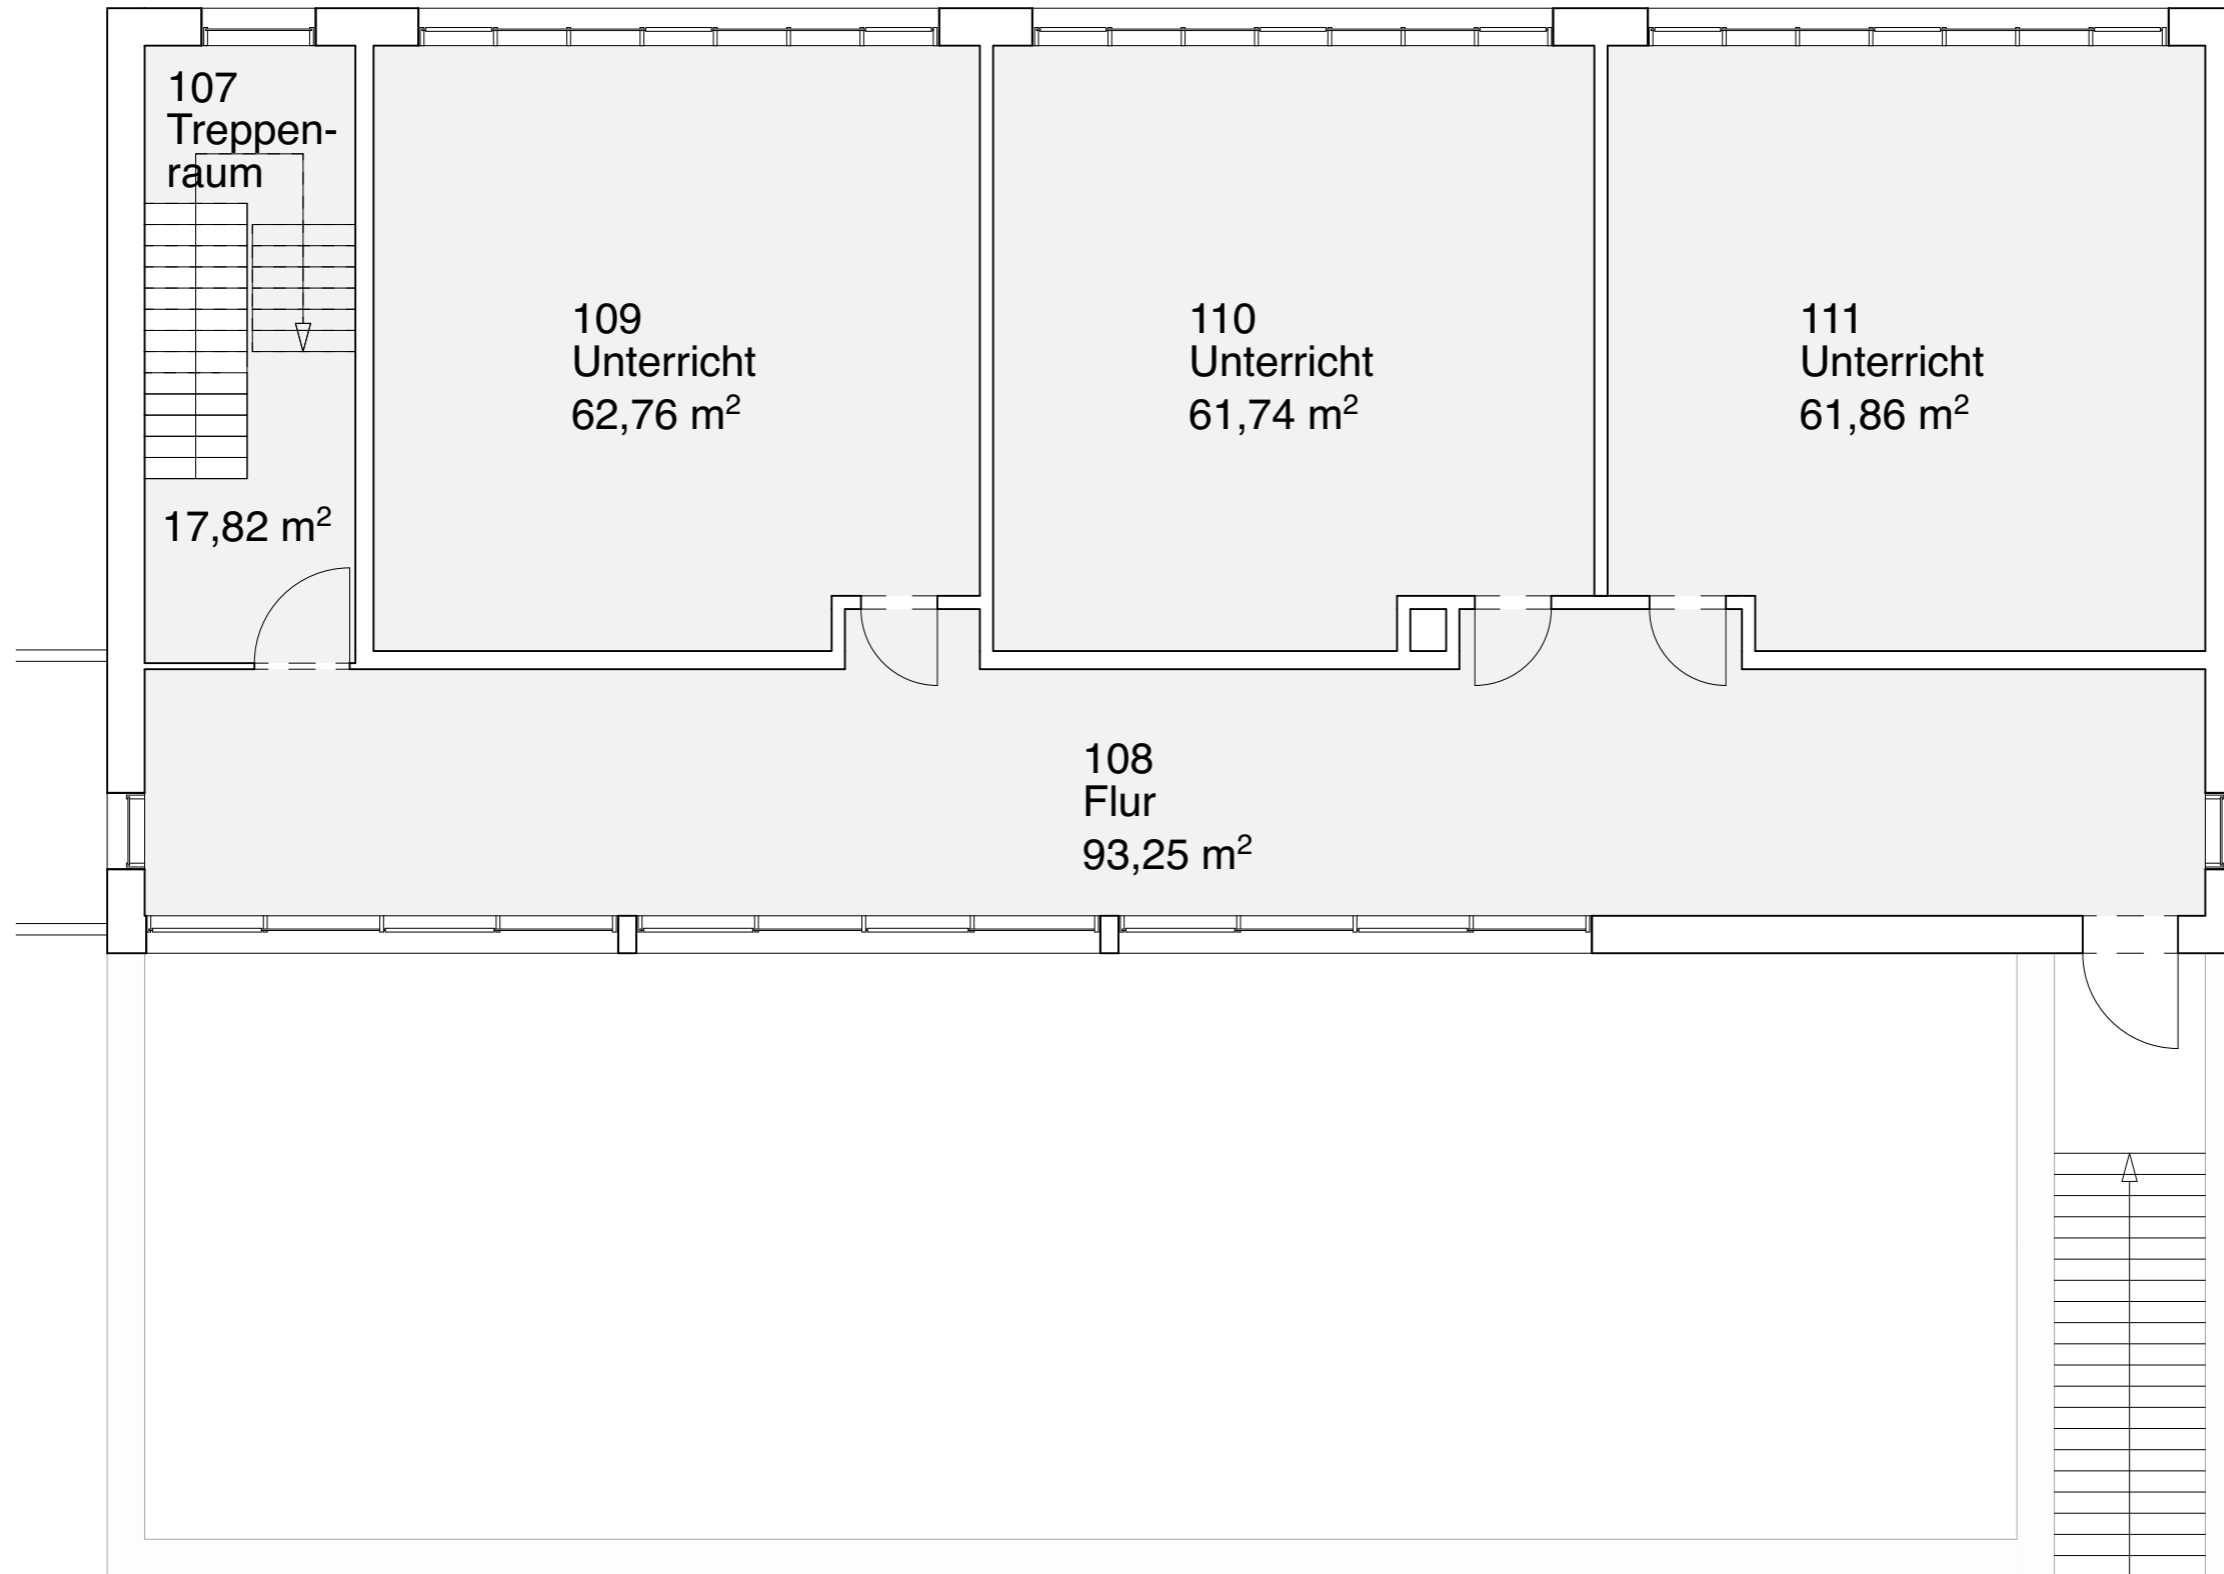 107
Treppen-
raum
17,82 m²
109
Unterricht
62,76 m²
110
Unterricht
61,74 m²
111
Unterricht
61,86 m²
108
Flur
93,25 m²